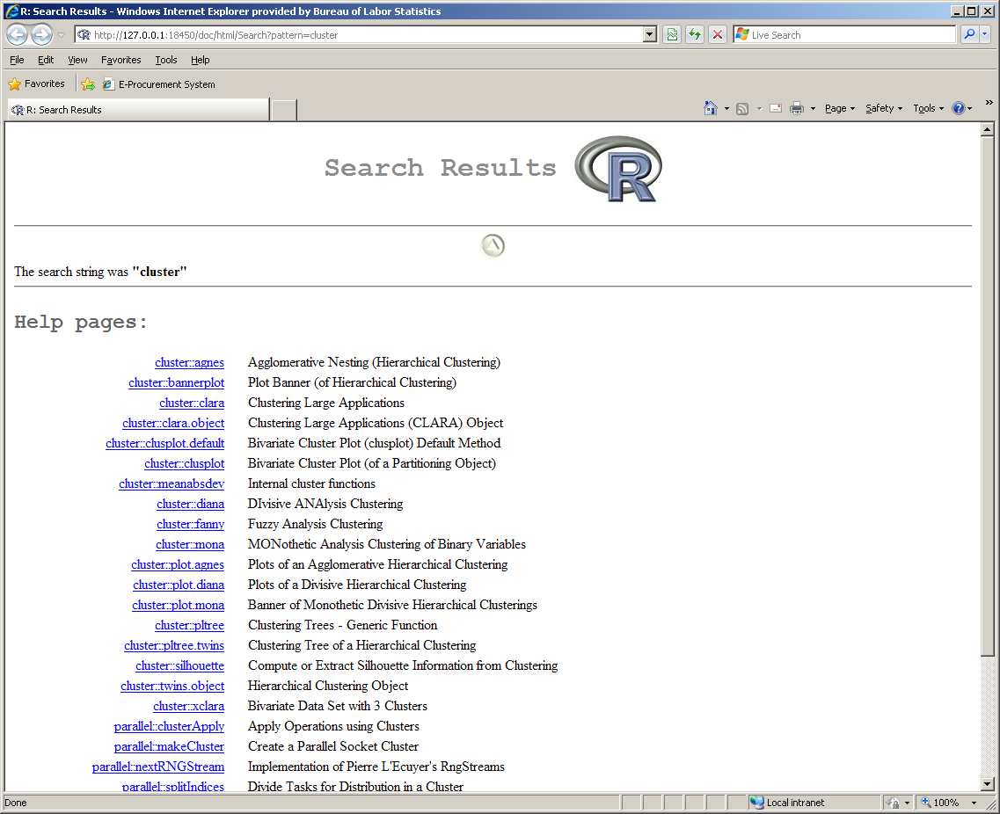 R: Search Results - Windows Internet Explorer provided by Bureau of Labor Statistics
http://127.0.0.1:18450/doc/html/Search?pattern=cluster Live Search
File Edit View Favorites Tools Help
Favorites E-Procurement System
R: Search Results Page Safety Tools »
Search Results R
The search string was "cluster"
Help pages:
cluster::agnes Agglomerative Nesting (Hierarchical Clustering)
cluster::bannerplot Plot Banner (of Hierarchical Clustering)
cluster::clara Clustering Large Applications
cluster::clara.object Clustering Large Applications (CLARA) Object
cluster::clusplot.default Bivariate Cluster Plot (clusplot) Default Method
cluster::clusplot Bivariate Cluster Plot (of a Partitioning Object)
cluster::meanabsdev Internal cluster functions
cluster::diana DIvisive ANAlysis Clustering
cluster::fanny Fuzzy Analysis Clustering
cluster::mona MONothetic Analysis Clustering of Binary Variables
cluster::plot.agnes Plots of an Agglomerative Hierarchical Clustering
cluster::plot.diana Plots of a Divisive Hierarchical Clustering
cluster::plot.mona Banner of Monothetic Divisive Hierarchical Clusterings
cluster::pltree Clustering Trees - Generic Function
cluster::pltree.twins Clustering Tree of a Hierarchical Clustering
cluster::silhouette Compute or Extract Silhouette Information from Clustering
cluster::twins.object Hierarchical Clustering Object
cluster::xclara Bivariate Data Set with 3 Clusters
parallel::clusterApply Apply Operations using Clusters
parallel::makeCluster Create a Parallel Socket Cluster
parallel::nextRNGStream Implementation of Pierre L'Ecuyer's RngStreams
parallel::splitIndices Divide Tasks for Distribution in a Cluster
Done Local intranet 100%